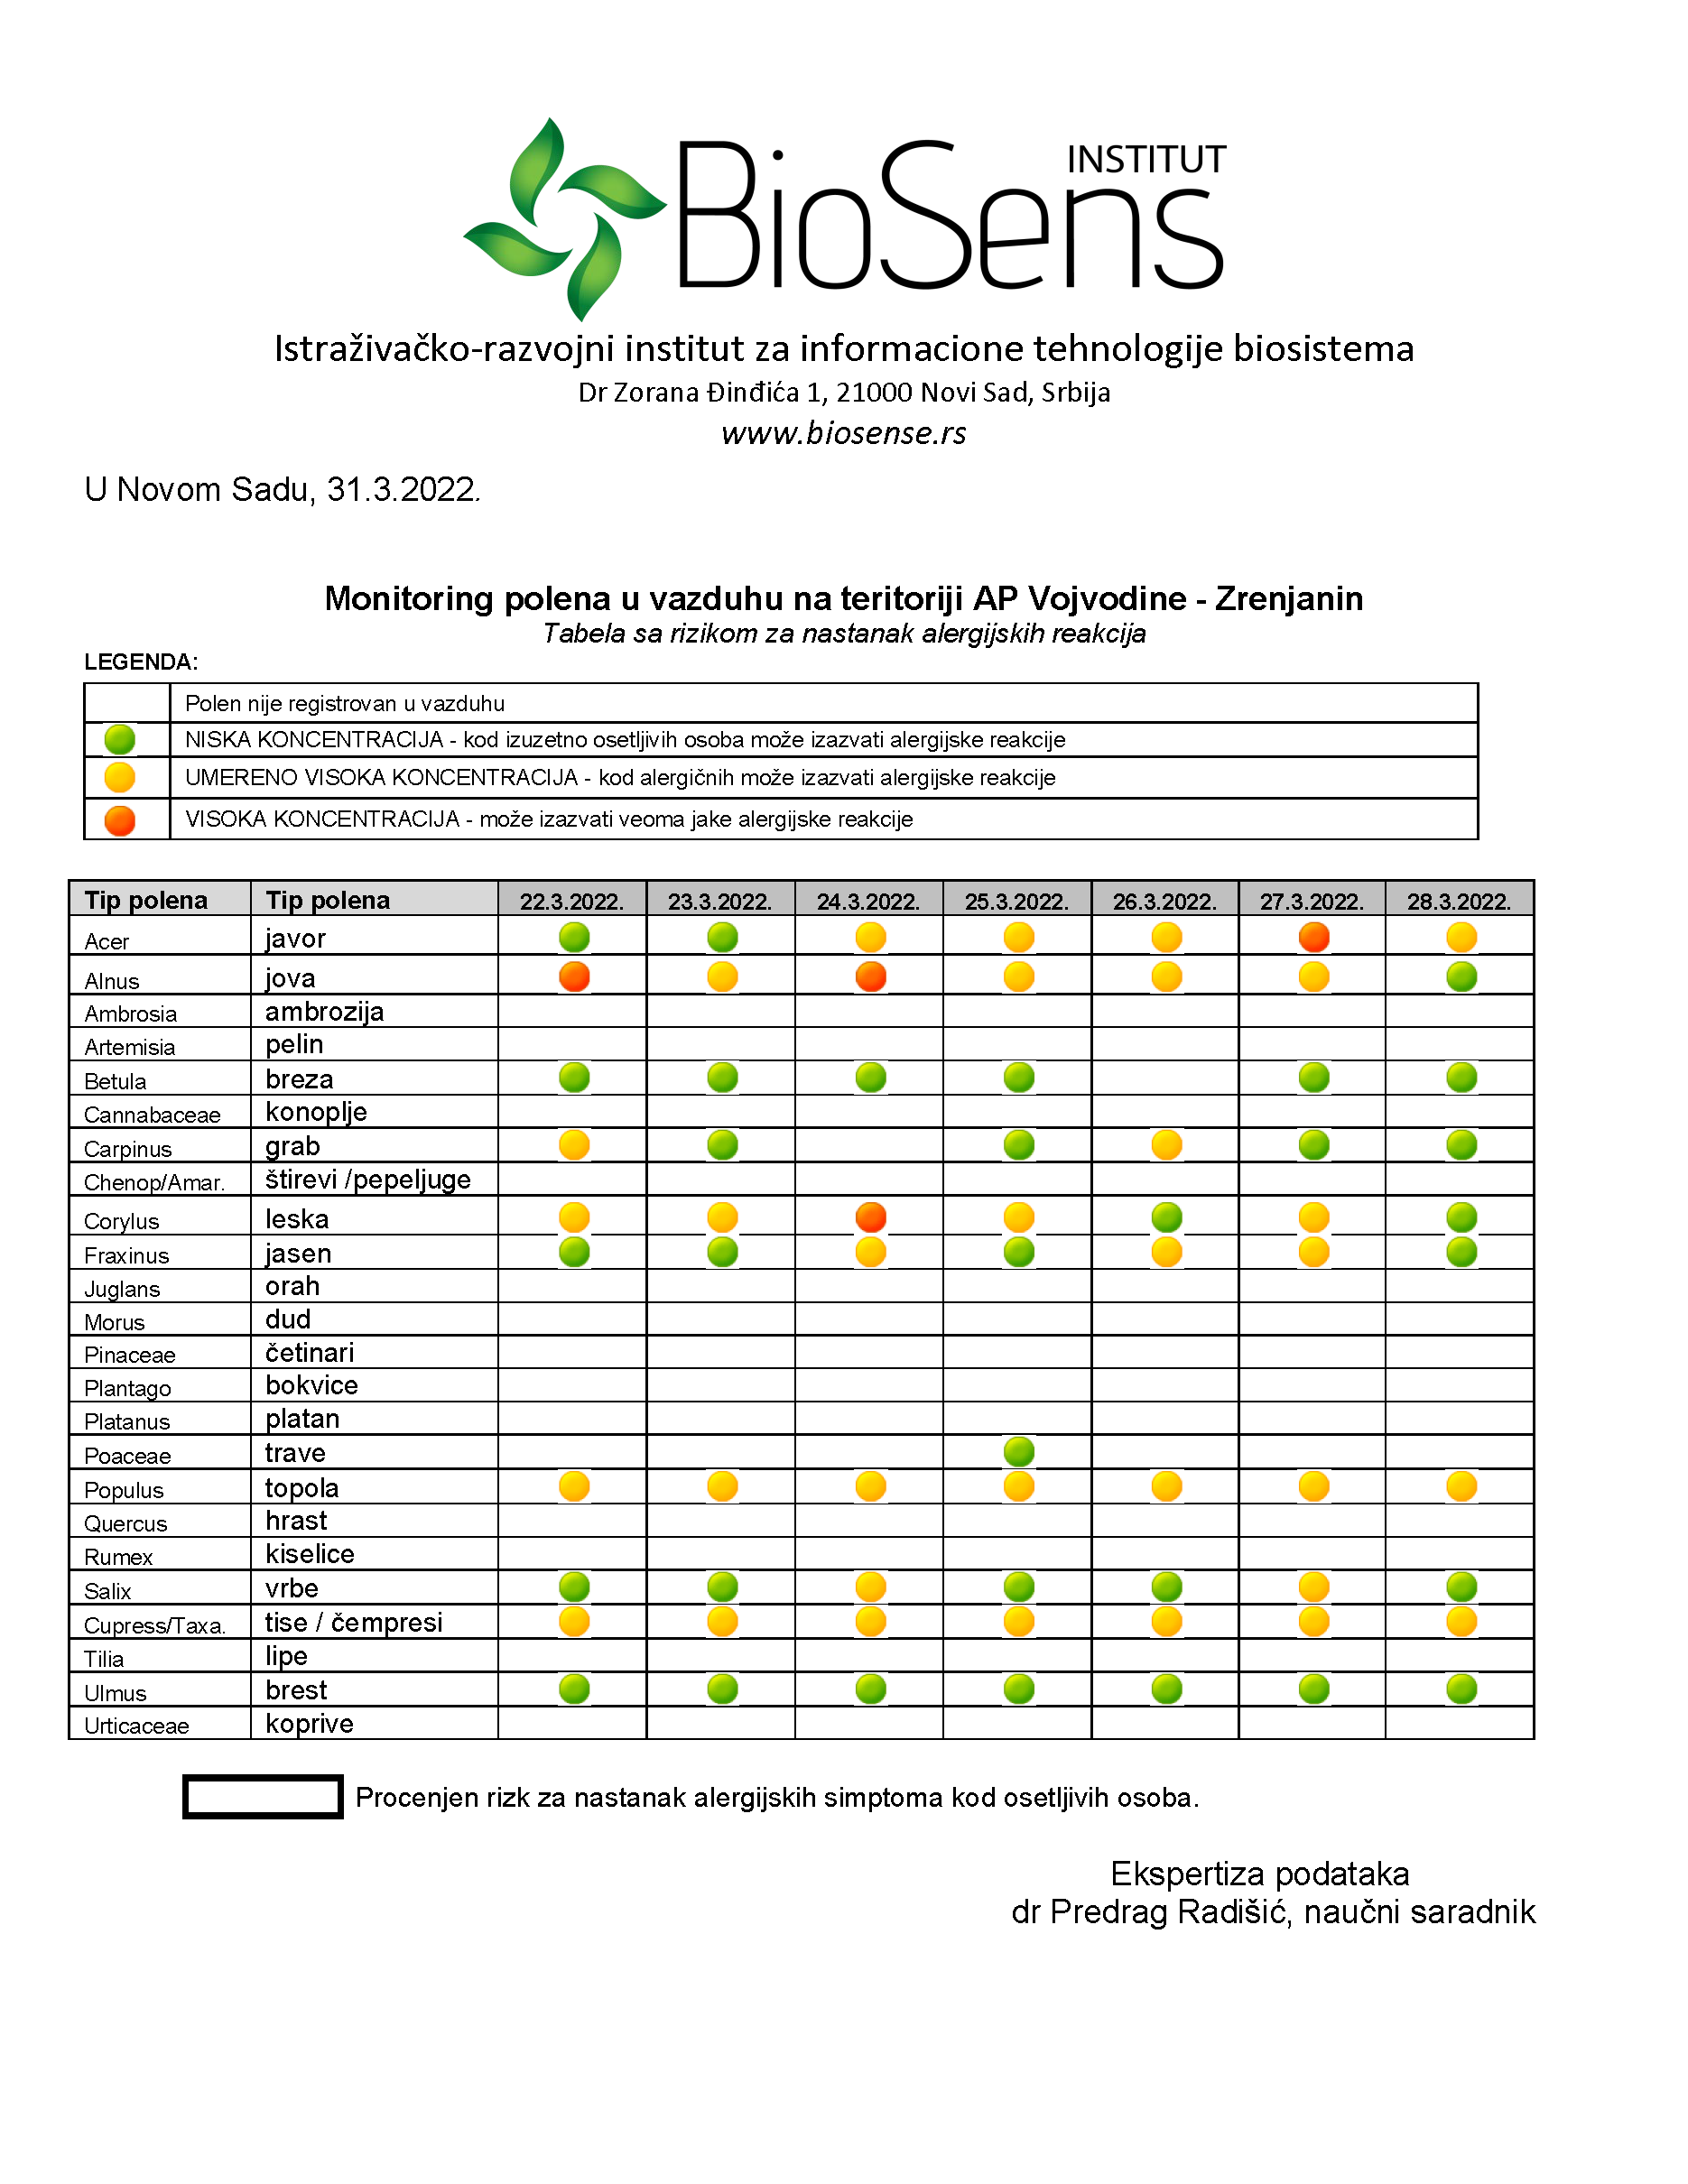 INSTITUT
BioSens
Istraživačko-razvojni institut za informacione tehnologije biosistema
Dr Zorana Đinđića 1, 21000 Novi Sad, Srbija
www.biosense.rs
U Novom Sadu, 31.3.2022.
Monitoring polena u vazduhu na teritoriji AP Vojvodine - Zrenjanin
Tabela sa rizikom za nastanak alergijskih reakcija
LEGENDA:
Polen nije registrovan u vazduhu
NISKA KONCENTRACIJA - kod izuzetno osetljivih osoba može izazvati alergijske reakcije
UMERENO VISOKA KONCENTRACIJA - kod alergičnih može izazvati alergijske reakcije
VISOKA KONCENTRACIJA - može izazvati veoma jake alergijske reakcije
Tip polena Tip polena 22.3.2022. 23.3.2022. 24.3.2022. 25.3.2022. 26.3.2022. 27.3.2022. 28.3.2022.
Acer javor
Alnus jova
Ambrosia ambrozija
Artemisia pelin
Betula breza
Cannabaceae konoplje
Carpinus grab
Chenop/Amar. štirevi /pepeljuge
Corylus leska
Fraxinus jasen
Juglans orah
Morus dud
Pinaceae četinari
Plantago bokvice
Platanus platan
Poaceae trave
Populus topola
Quercus hrast
Rumex kiselice
Salix vrbe
Cupress/Taxa. tise / čempresi
Tilia lipe
Ulmus brest
Urticaceae koprive
Procenjen rizk za nastanak alergijskih simptoma kod osetljivih osoba.
Ekspertiza podataka
dr Predrag Radišić, naučni saradnik